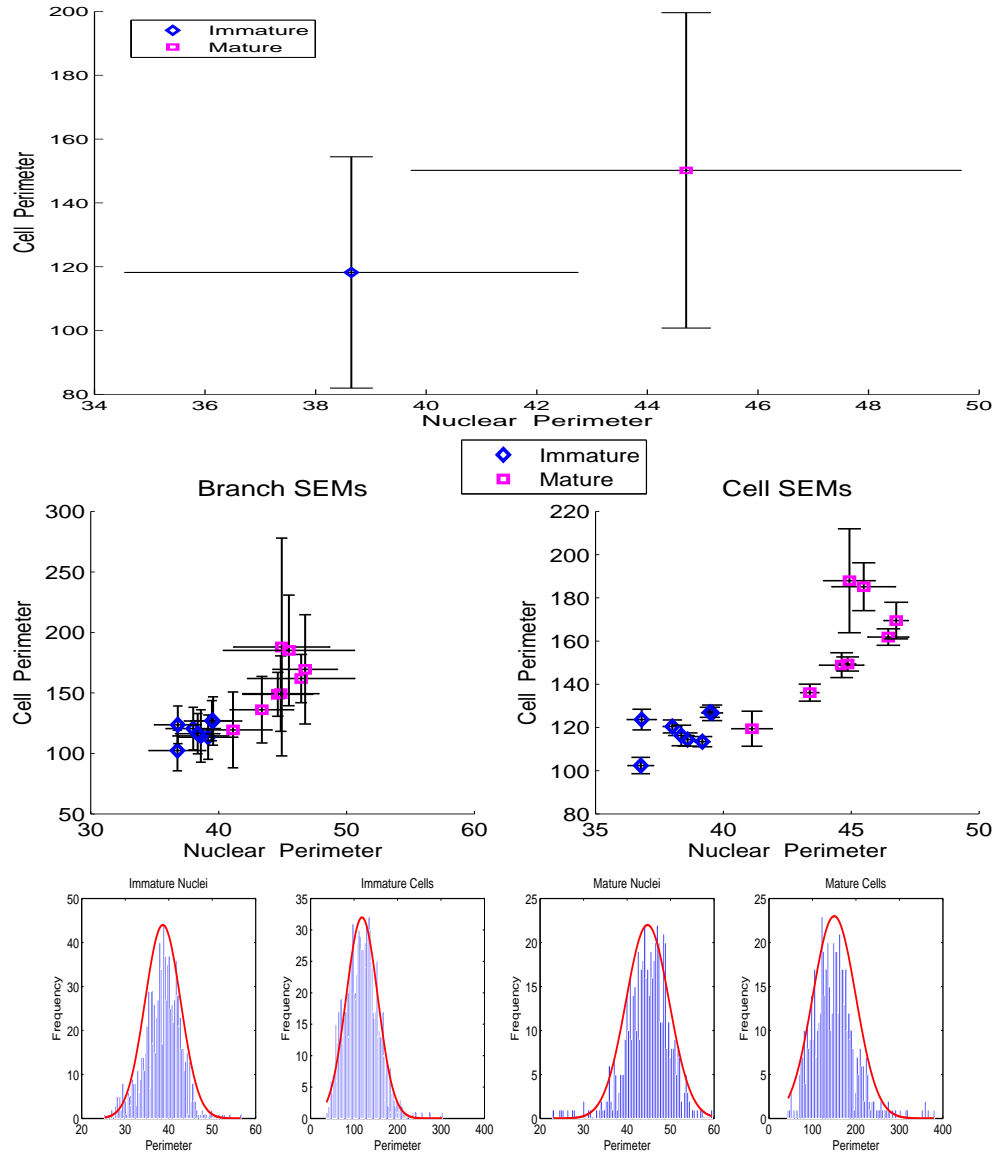 200
180
160
140
120
100
80
Cell Perimeter
Immature
Mature
34 36 38 40 42 44 46 48 50
Nuclear Perimeter
Immature
Mature
Branch SEMs
300
250
200
150
100
50
Cell Perimeter
30 40 50 60
Nuclear Perimeter
Cell SEMs
220
200
180
160
140
120
100
80
Cell Perimeter
35 40 45 50
Nuclear Perimeter
Immature Nuclei
50
40
30
20
10
0
Frequency
20 30 40 50 60
Perimeter
Immature Cells
35
30
25
20
15
10
5
0
Frequency
0 100 200 300 400
Perimeter
Mature Nuclei
25
20
15
10
5
0
Frequency
20 30 40 50 60
Perimeter
Mature Cells
25
20
15
10
5
0
Frequency
0 100 200 300 400
Perimeter